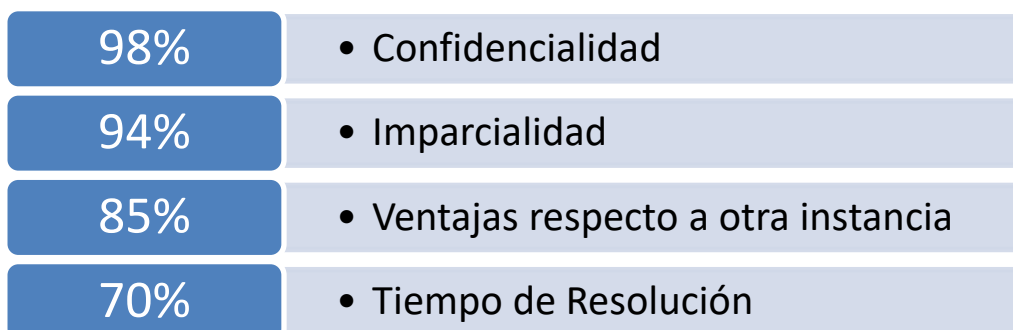 98% • Confidencialidad
94% • Imparcialidad
85% • Ventajas respecto a otra instancia
70% • Tiempo de Resolución